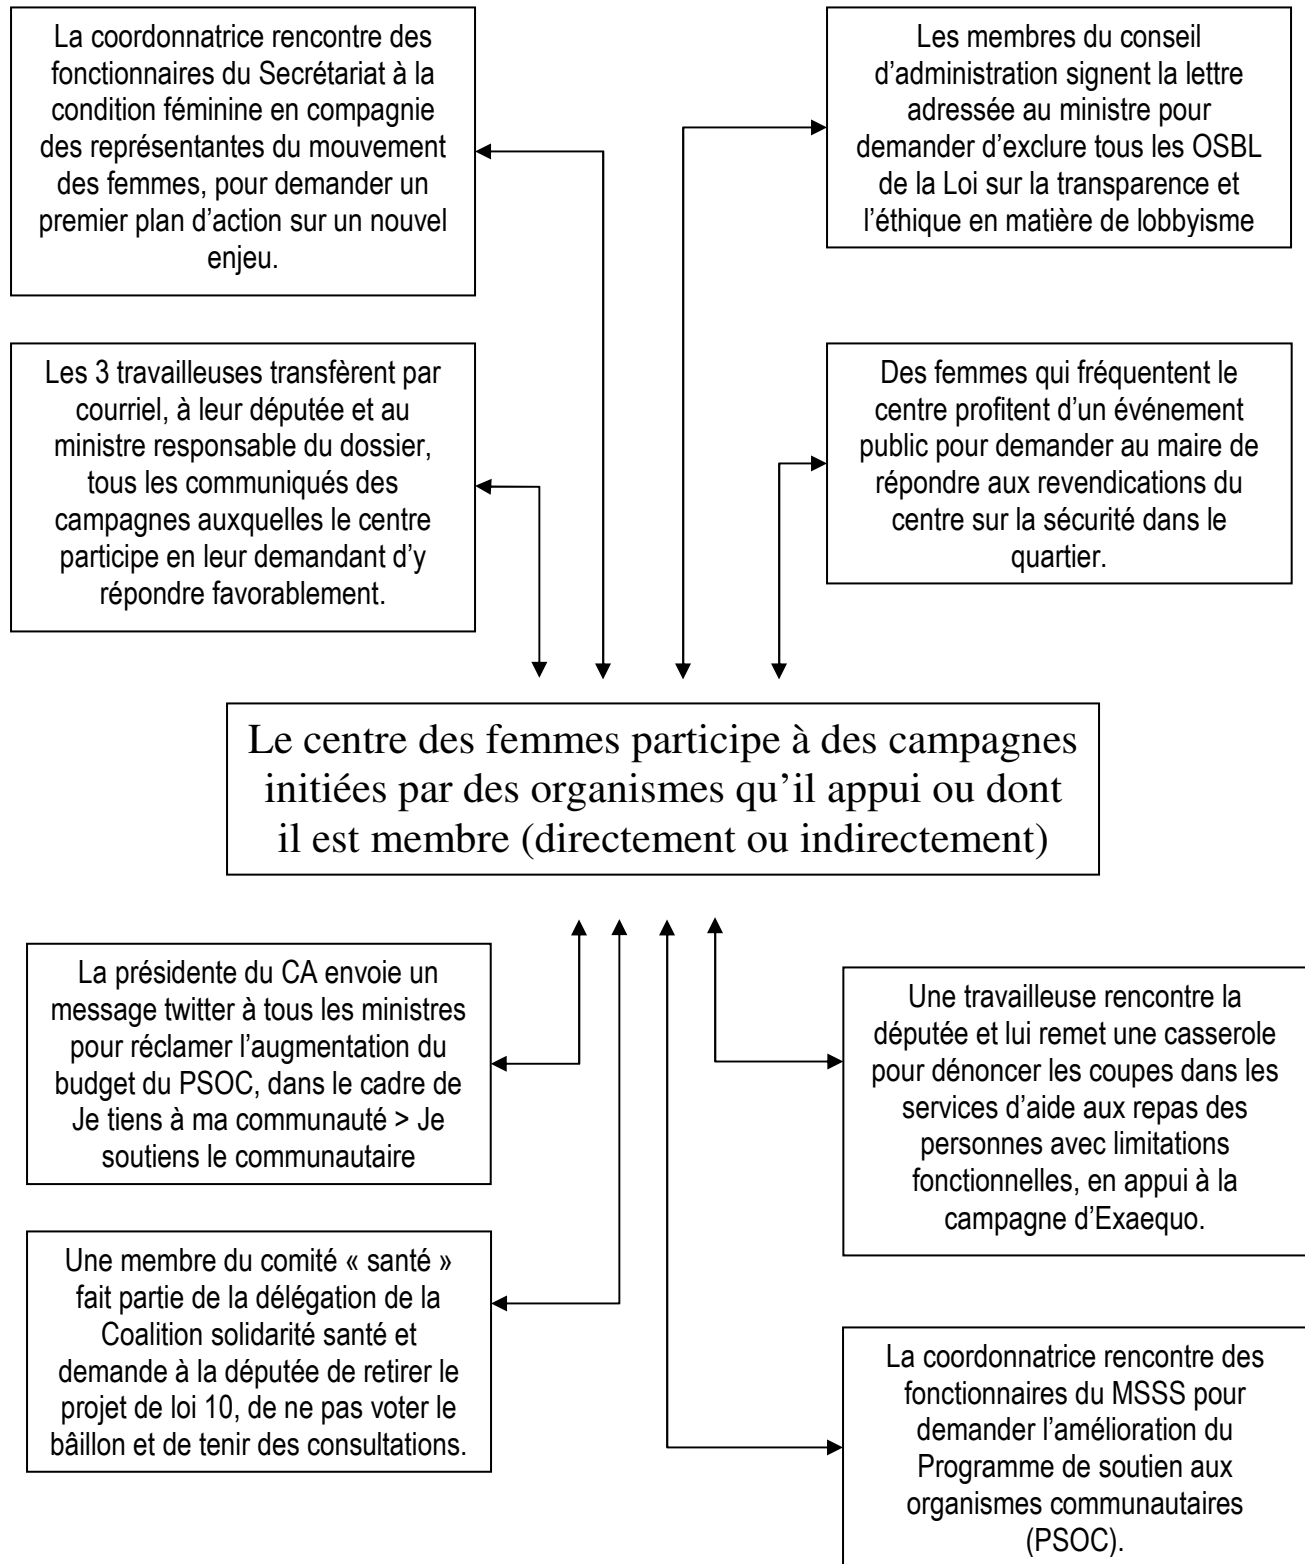 La coordonnatrice rencontre des
fonctionnaires du Secrétariat à la
condition féminine en compagnie
des représentantes du mouvement
des femmes, pour demander un
premier plan d’action sur un nouvel
enjeu.
Les membres du conseil
d’administration signent la lettre
adressée au ministre pour
demander d’exclure tous les OSBL
de la Loi sur la transparence et
l’éthique en matière de lobbyisme
Les 3 travailleuses transfèrent par
courriel, à leur députée et au
ministre responsable du dossier,
tous les communiqués des
campagnes auxquelles le centre
participe en leur demandant d’y
répondre favorablement.
Des femmes qui fréquentent le
centre profitent d’un événement
public pour demander au maire de
répondre aux revendications du
centre sur la sécurité dans le
quartier.
Le centre des femmes participe à des campagnes
initiées par des organismes qu’il appui ou dont
il est membre (directement ou indirectement)
La présidente du CA envoie un
message twitter à tous les ministres
pour réclamer l’augmentation du
budget du PSOC, dans le cadre de
Je tiens à ma communauté > Je
soutiens le communautaire
Une travailleuse rencontre la
députée et lui remet une casserole
pour dénoncer les coupes dans les
services d’aide aux repas des
personnes avec limitations
fonctionnelles, en appui à la
campagne d’Exaequo.
Une membre du comité « santé »
fait partie de la délégation de la
Coalition solidarité santé et
demande à la députée de retirer le
projet de loi 10, de ne pas voter le
bâillon et de tenir des consultations.
La coordonnatrice rencontre des
fonctionnaires du MSSS pour
demander l’amélioration du
Programme de soutien aux
organismes communautaires
(PSOC).